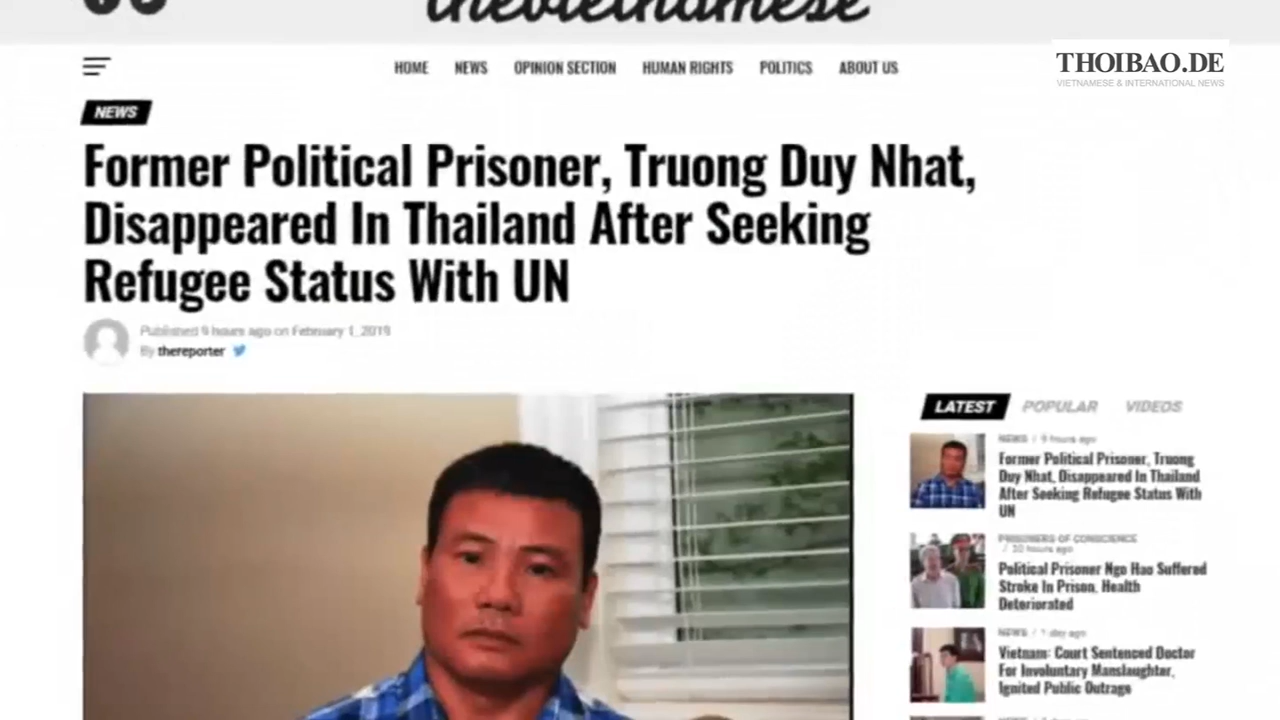 thevietnamese
HOME NEWS OPINION SECTION HUMAN RIGHTS POLITICS ABOUT US
THOIBAO.DE
VIETNAMESE & INTERNATIONAL NEWS
NEWS
Former Political Prisoner, Truong Duy Nhat,
Disappeared In Thailand After Seeking
Refugee Status With UN
Published 9 hours ago on February 1, 2019
By thereporter
LATEST POPULAR VIDEOS
NEWS / 9 hours ago
Former Political Prisoner, Truong
Duy Nhat, Disappeared In Thailand
After Seeking Refugee Status With
UN
PRISONERS OF CONSCIENCE
/ 20 hours ago
Political Prisoner Ngo Hao Suffered
Stroke In Prison, Health
Deteriorated
NEWS / 1 day ago
Vietnam: Court Sentenced Doctor
For Involuntary Manslaughter,
Ignited Public Outrage